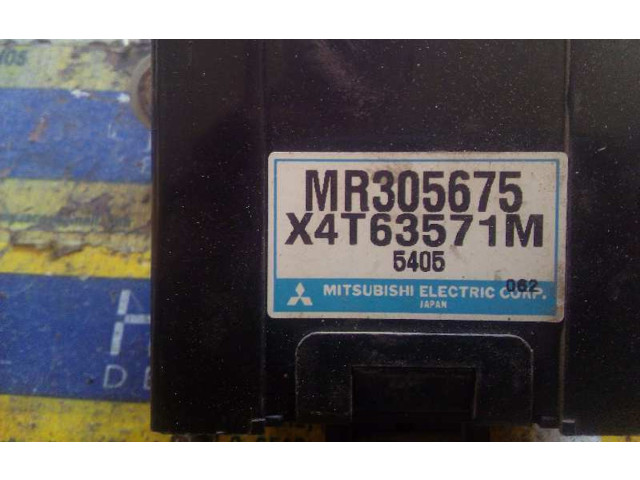 MR305675
X4T63571M
5405
062
MITSUBISHI ELECTRIC CORP.
JAPAN